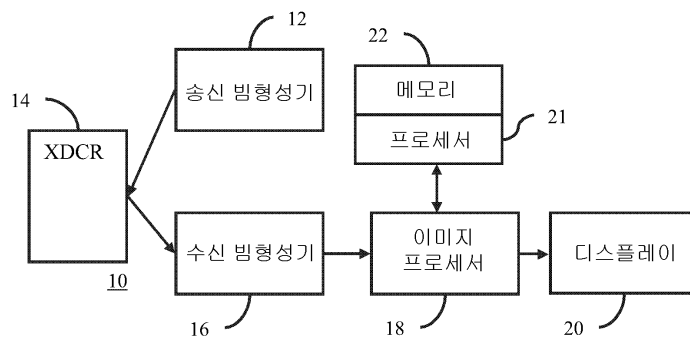 12
송신 빔형성기
14
XDCR
22
메모리
프로세서
21
수신 빔형성기
이미지
프로세서
디스플레이
10
16
18
20